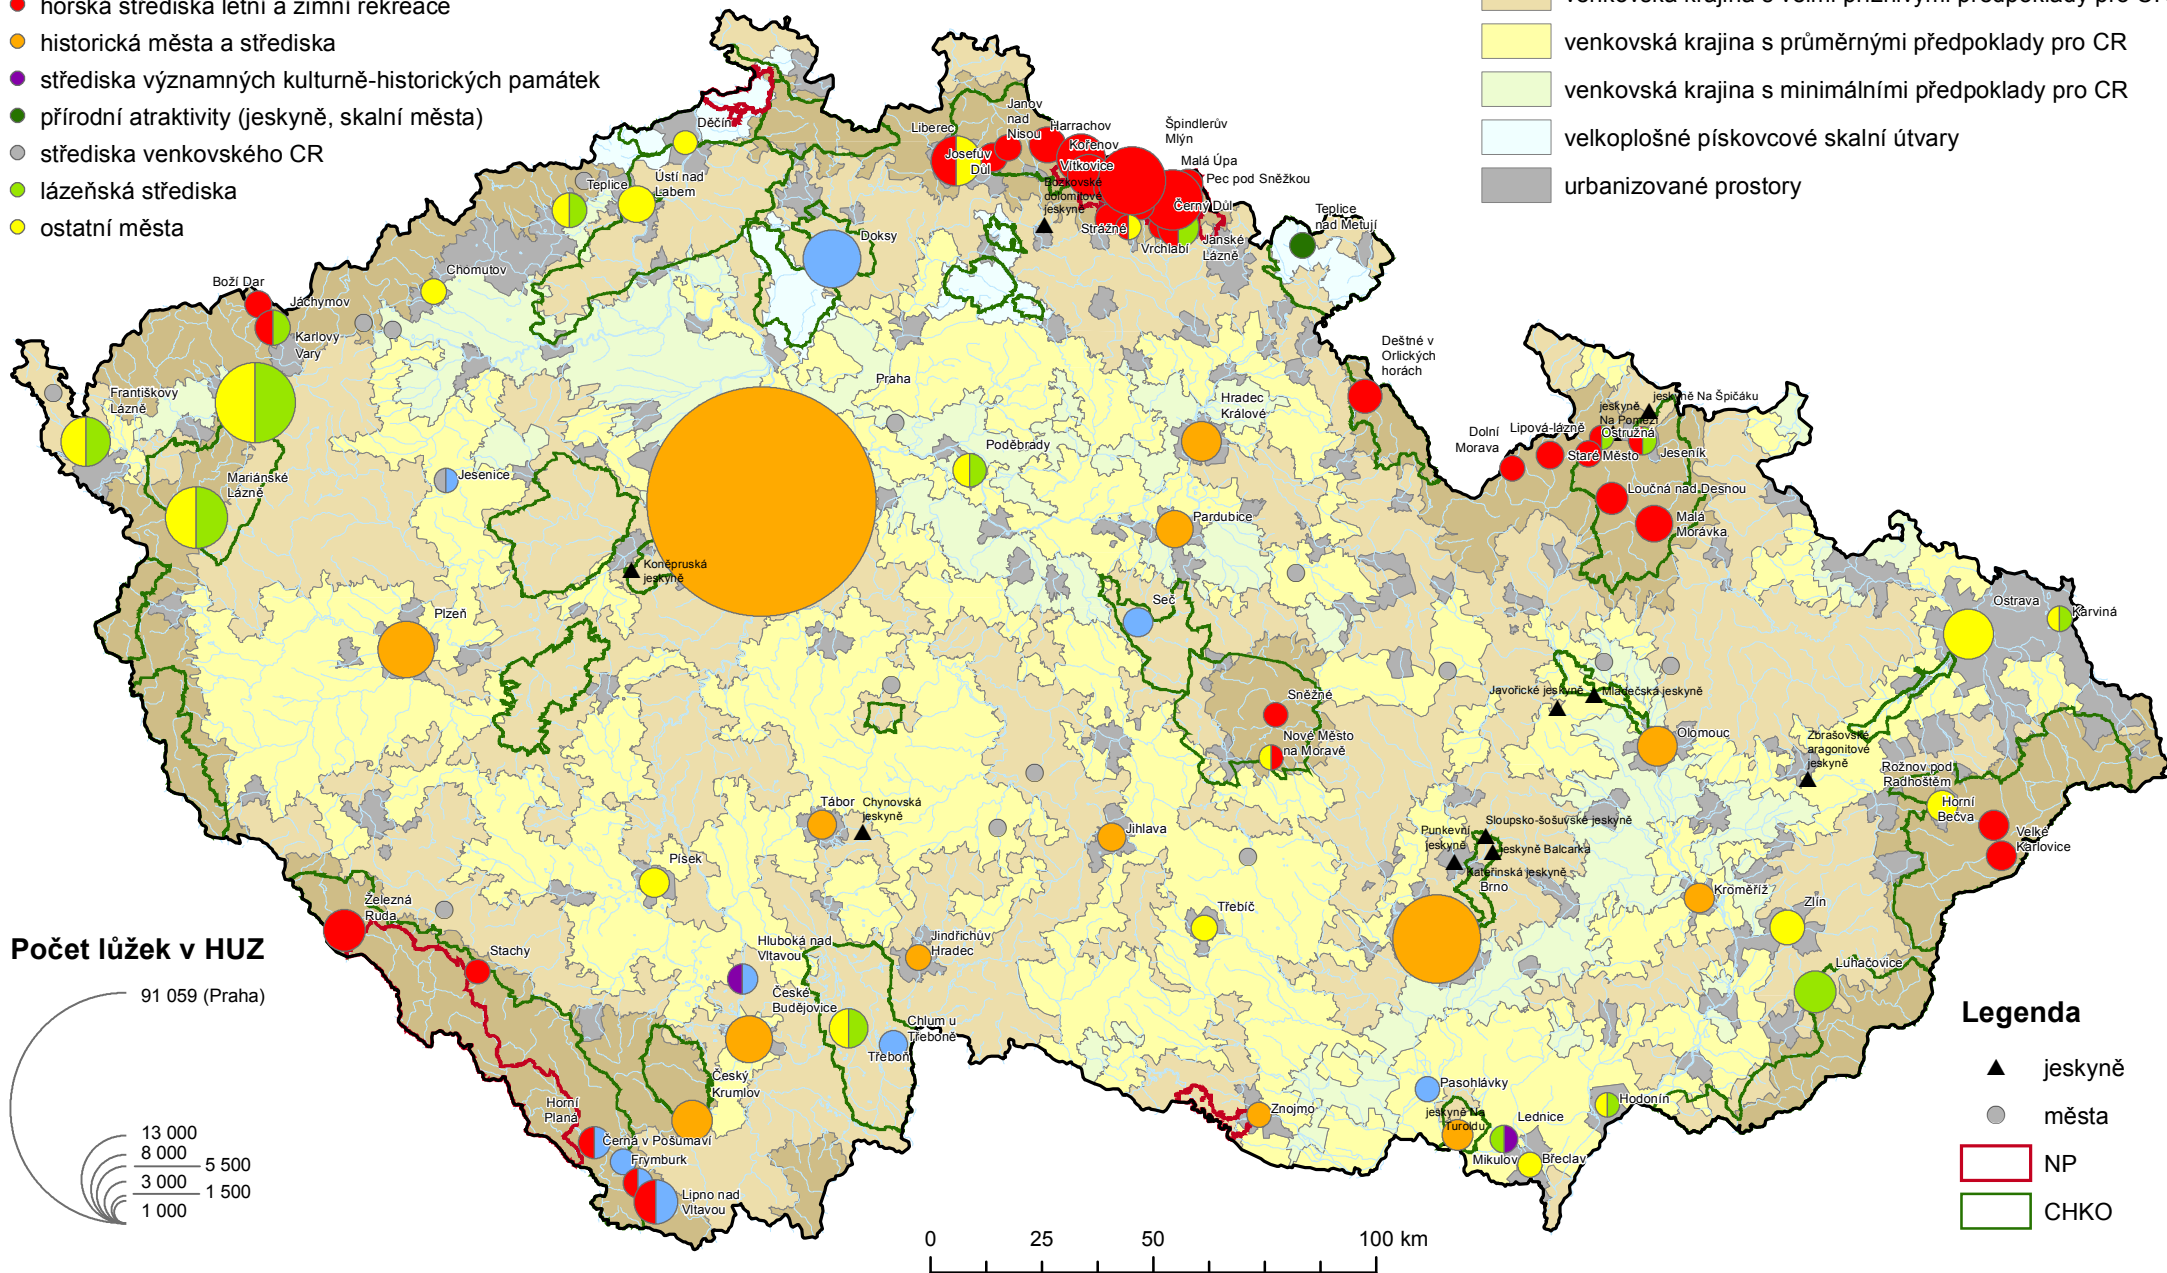 horská střediska letní a zimní rekreace
historická města a střediska
střediska významných kulturně-historických památek
přírodní atraktivity (jeskyně, skalní města)
střediska venkovského CR
lázeňská střediska
ostatní města
venkovská krajina s velmi příznivými předpoklady pro CR
venkovská krajina s průměrnými předpoklady pro CR
venkovská krajina s minimálními předpoklady pro CR
velkoplošné pískovcové skalní útvary
urbanizované prostory
Děčín
Liberec
Janov
nad
Nisou
Harrachov
Josefův
Důl
Kořenov
Vítkovice
Špindlerův
Mlýn
Malá Úpa
Pec pod Sněžkou
Bozkovské
dolomitové
jeskyně
Černý Důl
Strážné
Vrchlabí
Janské
Lázně
Teplice
nad Metují
Teplice
Ústí nad
Labem
Doksy
Chomutov
Boží Dar
Jáchymov
Karlovy
Vary
Františkovy
Lázně
Mariánské
Lázně
Jesenice
Praha
Poděbrady
Hradec
Králové
Deštné v
Orlických
horách
Pardubice
Dolní
Morava
Lipová-lázně
jeskyně Na Špičáku
jeskyně
Na Pomezí
Ostružná
Staré Město
Jeseník
Loučná nad Desnou
Malá
Morávka
Koněpruská
jeskyně
Plzeň
Seč
Ostrava
Karviná
Sněžné
Nové Město
na Moravě
Javořické jeskyně
Mladečská jeskyně
Olomouc
Zbrašovské
aragonitové
jeskyně
Rožnov pod
Radhoštěm
Horní
Bečva
Velké
Karlovice
Tábor
Chynovská
jeskyně
Jihlava
Sloupsko-šošuvské jeskyně
Punkevní
jeskyně
jeskyně Balcarka
Kateřinská jeskyně
Brno
Písek
Třebíč
Kroměříž
Zlín
Železná
Ruda
Stachy
Hluboká nad
Vltavou
Jindřichův
Hradec
České
Budějovice
Luhačovice
Chlum u
Třeboně
Třeboň
Český
Krumlov
Horní
Planá
Černá v Pošumaví
Frymburk
Lipno nad
Vltavou
Znojmo
Pasohlávky
jeskyně Na
Turoldu
Lednice
Hodonín
Mikulov
Břeclav
Počet lůžek v HUZ
91 059 (Praha)
13 000
8 000
5 500
3 000
1 500
1 000
0 25 50 100 km
Legenda
jeskyně
města
NP
CHKO